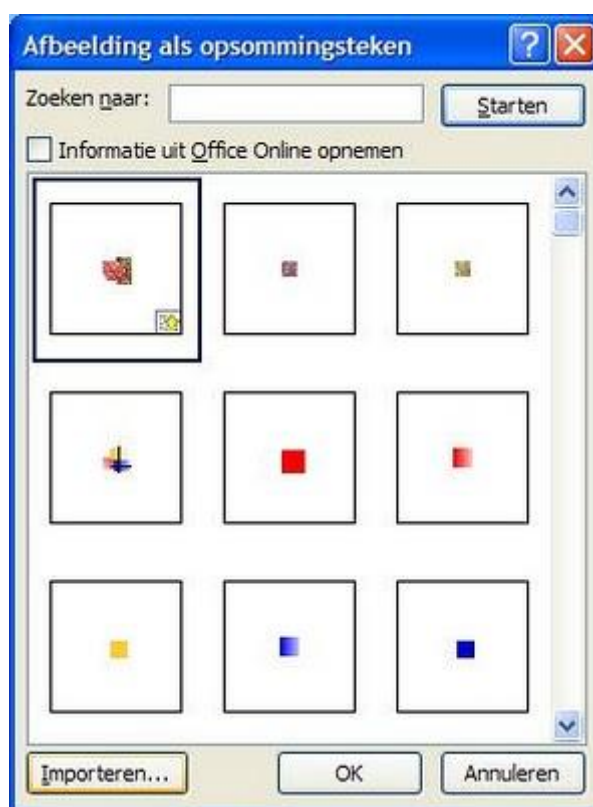 Afbeelding als opsommingsteken
Zoeken naar: Starten
Informatie uit Office Online opnemen
Importeren... OK Annuleren